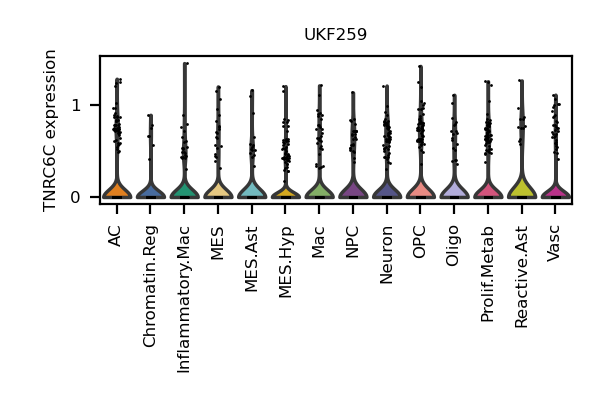 UKF259
TNRC6C expression
1
0
AC
Chromatin.Reg
Inflammatory.Mac
MES
MES.Ast
MES.Hyp
Mac
NPC
Neuron
OPC
Oligo
Prolif.Metab
Reactive.Ast
Vasc